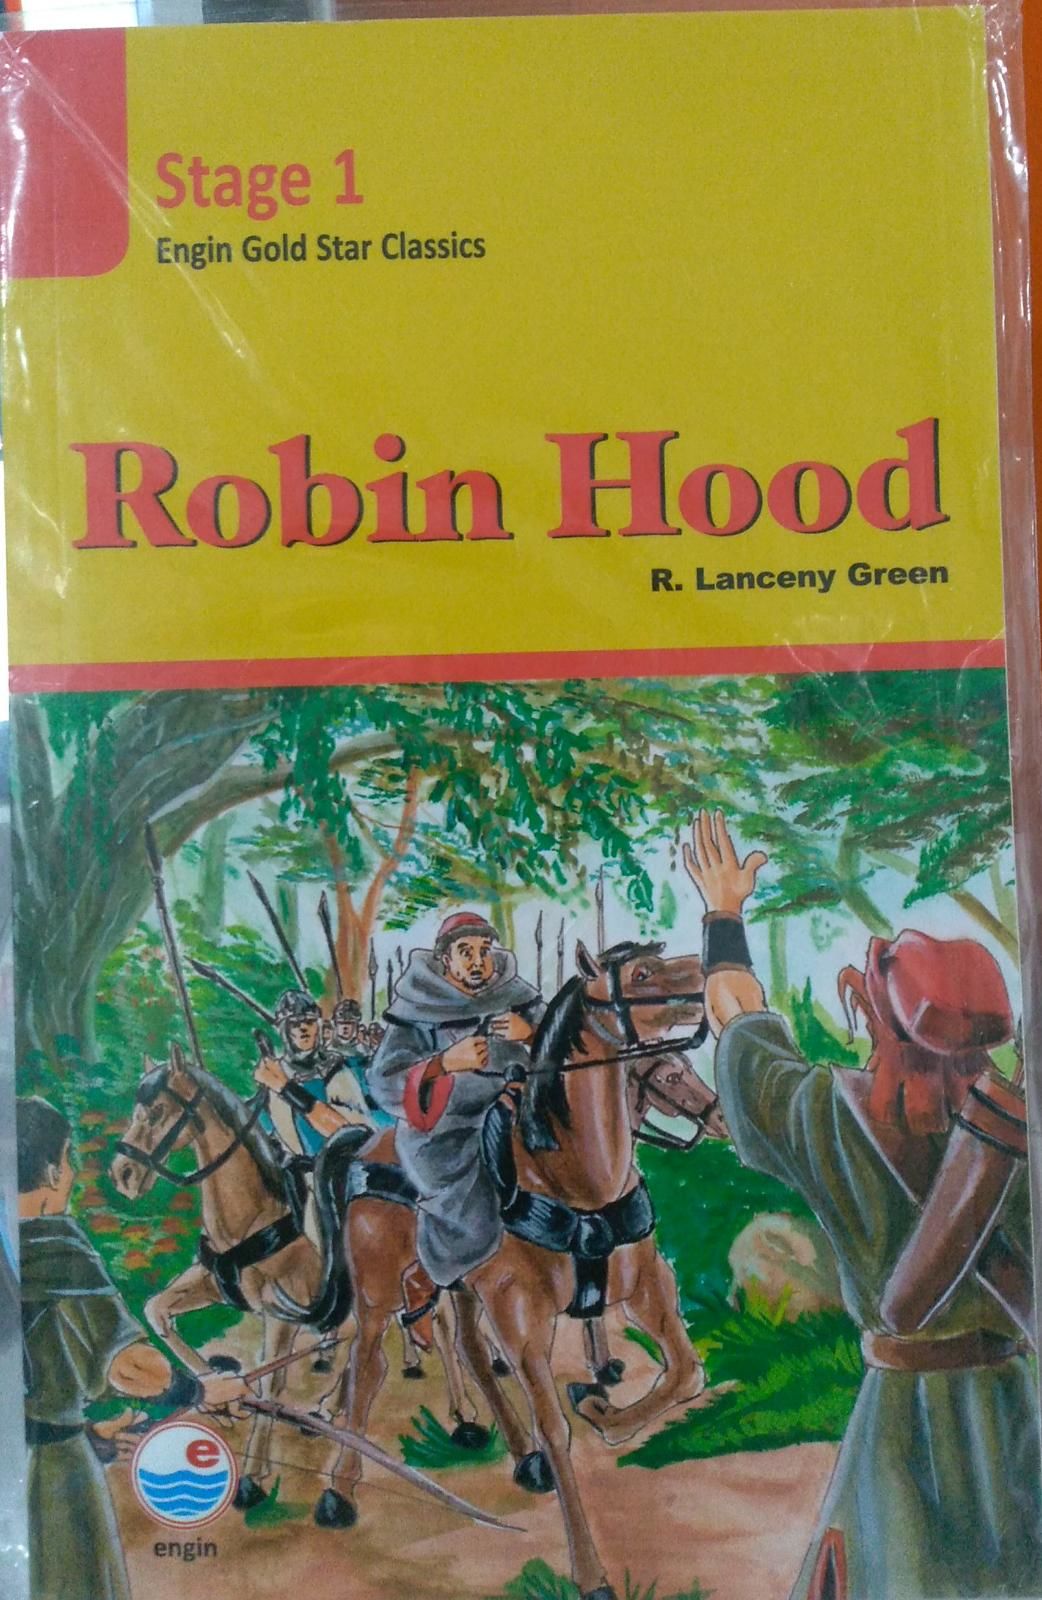 Stage 1
Engin Gold Star Classics
Robin Hood
R. Lanceny Green
e
engin